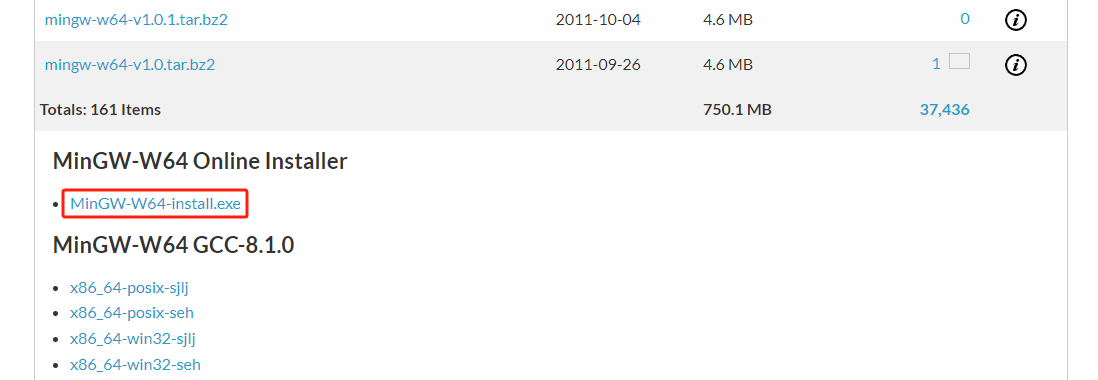 mingw-w64-v1.0.1.tar.bz2 2011-10-04 4.6 MB 0 i
mingw-w64-v1.0.tar.bz2 2011-09-26 4.6 MB 1 i
Totals: 161 Items 750.1 MB 37,436
MinGW-W64 Online Installer
• MinGW-W64-install.exe
MinGW-W64 GCC-8.1.0
• x86_64-posix-sjlj
• x86_64-posix-seh
• x86_64-win32-sjlj
• x86_64-win32-seh